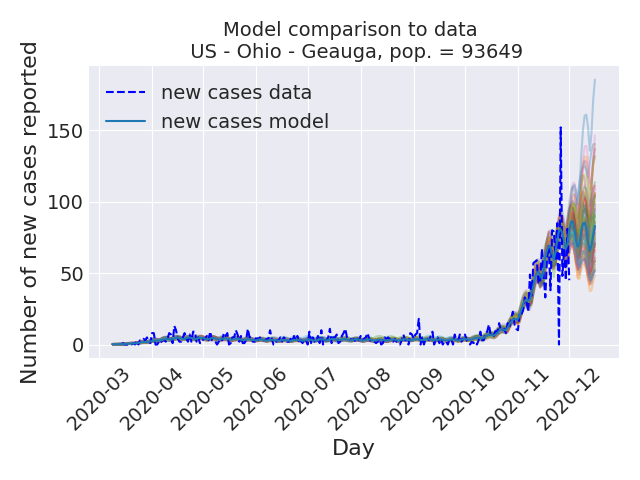 Model comparison to data
US - Ohio - Geauga, pop. = 93649
Number of new cases reported
new cases data
new cases model
150
100
50
0
2020-03
2020-04
2020-05
2020-06
2020-07
2020-08
2020-09
2020-10
2020-11
2020-12
Day